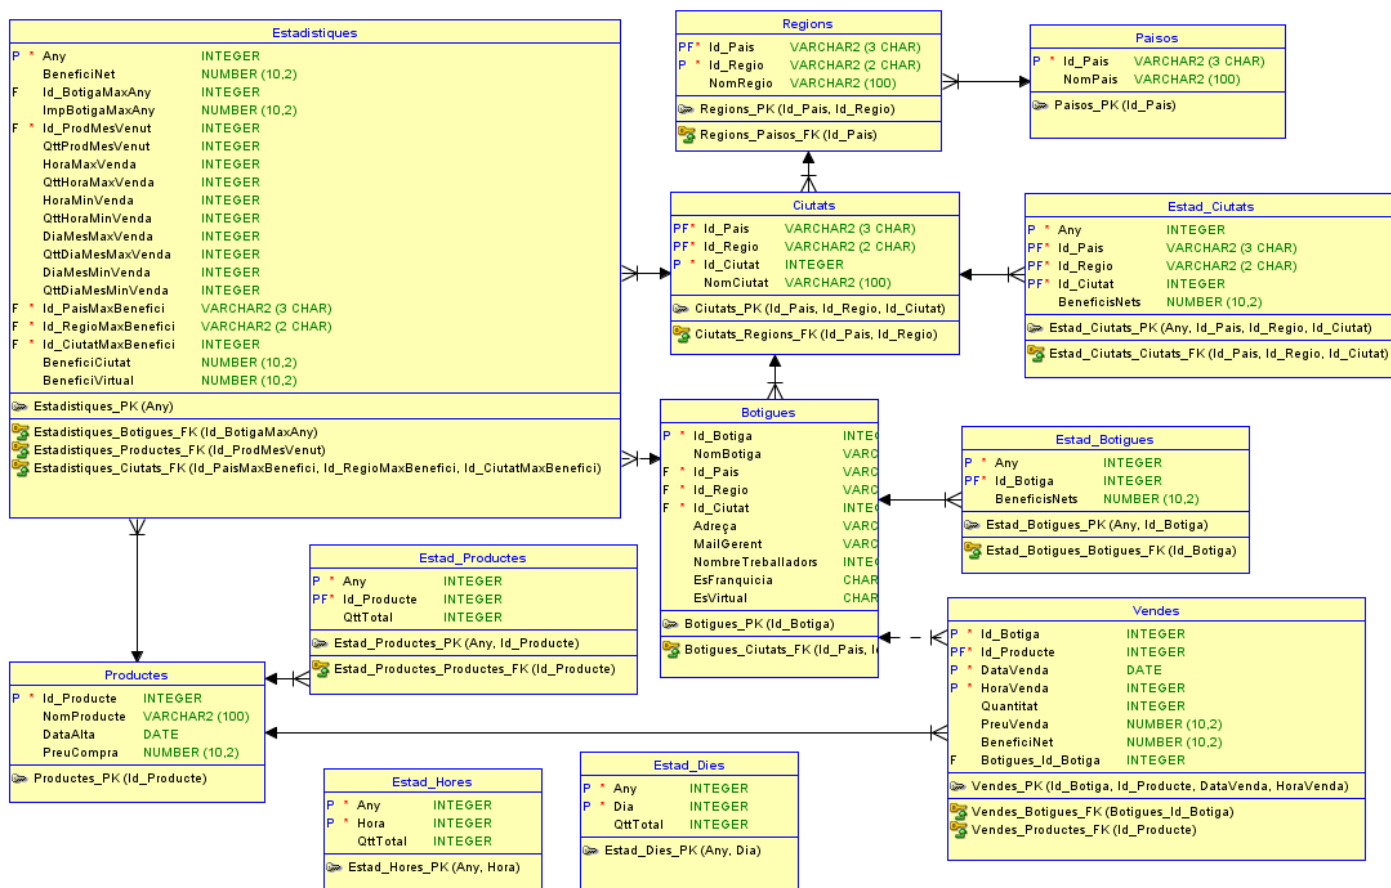 Estadistiques
P * Any INTEGER
BeneficiNet NUMBER (10,2)
F Id_BotigaMaxAny INTEGER
ImpBotigaMaxAny NUMBER (10,2)
F * Id_ProdMesVenut INTEGER
QttProdMesVenut INTEGER
HoraMaxVenda INTEGER
QttHoraMaxVenda INTEGER
HoraMinVenda INTEGER
QttHoraMinVenda INTEGER
DiaMesMaxVenda INTEGER
QttDiaMesMaxVenda INTEGER
DiaMesMinVenda INTEGER
QttDiaMesMinVenda INTEGER
F * Id_PaisMaxBenefici VARCHAR2 (3 CHAR)
F * Id_RegioMaxBenefici VARCHAR2 (2 CHAR)
F * Id_CiutatMaxBenefici INTEGER
BeneficiCiutat NUMBER (10,2)
BeneficiVirtual NUMBER (10,2)
Estadistiques_PK (Any)
Estadistiques_Botigues_FK (Id_BotigaMaxAny)
Estadistiques_Productes_FK (Id_ProdMesVenut)
Estadistiques_Ciutats_FK (Id_PaisMaxBenefici, Id_RegioMaxBenefici, Id_CiutatMaxBenefici)
Regions
PF* Id_Pais VARCHAR2 (3 CHAR)
P * Id_Regio VARCHAR2 (2 CHAR)
NomRegio VARCHAR2 (100)
Regions_PK (Id_Pais, Id_Regio)
Regions_Paisos_FK (Id_Pais)
Paisos
P * Id_Pais VARCHAR2 (3 CHAR)
NomPais VARCHAR2 (100)
Paisos_PK (Id_Pais)
Ciutats
PF* Id_Pais VARCHAR2 (3 CHAR)
PF* Id_Regio VARCHAR2 (2 CHAR)
P * Id_Ciutat INTEGER
NomCiutat VARCHAR2 (100)
Ciutats_PK (Id_Pais, Id_Regio, Id_Ciutat)
Ciutats_Regions_FK (Id_Pais, Id_Regio)
Estad_Ciutats
P * Any INTEGER
PF* Id_Pais VARCHAR2 (3 CHAR)
PF* Id_Regio VARCHAR2 (2 CHAR)
PF* Id_Ciutat INTEGER
BeneficisNets NUMBER (10,2)
Estad_Ciutats_PK (Any, Id_Pais, Id_Regio, Id_Ciutat)
Estad_Ciutats_Ciutats_FK (Id_Pais, Id_Regio, Id_Ciutat)
Botigues
P * Id_Botiga INTE
NomBotiga VARC
F * Id_Pais VARC
F * Id_Regio VARC
F * Id_Ciutat INTE
Adreça VARC
MailGerent VARC
NombreTreballadors INTE
EsFranquicia CHAR
EsVirtual CHAR
Botigues_PK (Id_Botiga)
Botigues_Ciutats_FK (Id_Pais, I
Estad_Botigues
P * Any INTEGER
PF* Id_Botiga INTEGER
BeneficisNets NUMBER (10,2)
Estad_Botigues_PK (Any, Id_Botiga)
Estad_Botigues_Botigues_FK (Id_Botiga)
Estad_Productes
P * Any INTEGER
PF* Id_Producte INTEGER
QttTotal INTEGER
Estad_Productes_PK (Any, Id_Producte)
Estad_Productes_Productes_FK (Id_Producte)
Vendes
P * Id_Botiga INTEGER
PF* Id_Producte INTEGER
P * DataVenda DATE
P * HoraVenda INTEGER
Quantitat INTEGER
PreuVenda NUMBER (10,2)
BeneficiNet NUMBER (10,2)
F Botigues_Id_Botiga INTEGER
Vendes_PK (Id_Botiga, Id_Producte, DataVenda, HoraVenda)
Vendes_Botigues_FK (Botigues_Id_Botiga)
Vendes_Productes_FK (Id_Producte)
Productes
P * Id_Producte INTEGER
NomProducte VARCHAR2 (100)
DataAlta DATE
PreuCompra NUMBER (10,2)
Productes_PK (Id_Producte)
Estad_Hores
P * Any INTEGER
P * Hora INTEGER
QttTotal INTEGER
Estad_Hores_PK (Any, Hora)
Estad_Dies
P * Any INTEGER
P * Dia INTEGER
QttTotal INTEGER
Estad_Dies_PK (Any, Dia)